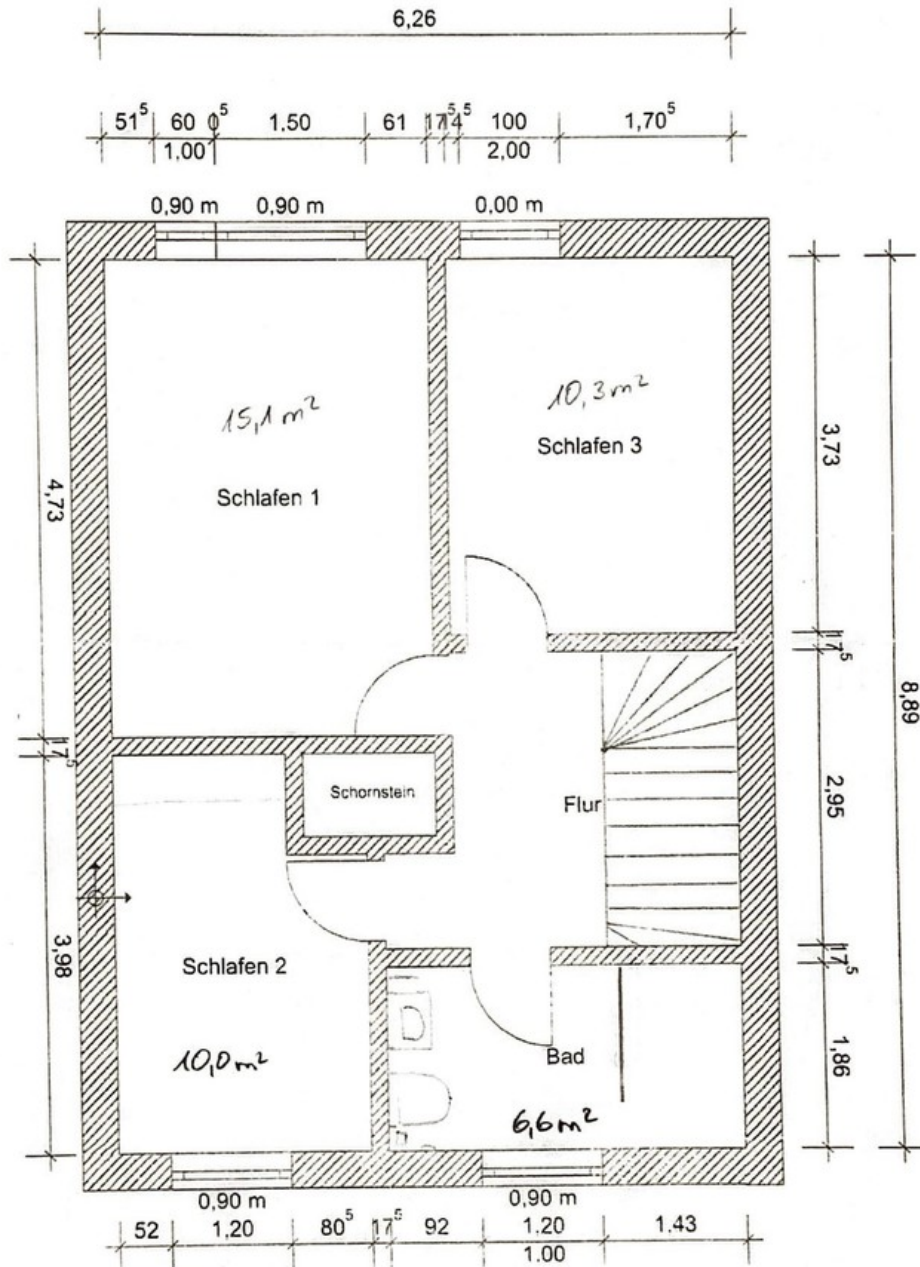 6,26
51⁵ 60 0⁵ 1.50 61 17⁵ 14⁵ 100 1,70⁵
1,00 2,00
0,90 m 0,90 m 0,00 m
15,1 m²
Schlafen 1
10,3 m²
Schlafen 3
4,73
3,73
17⁵
8,89
17⁵
Schornstein
Flur
2,95
3,98
Schlafen 2
10,0 m²
17⁵
Bad
6,6 m²
1,86
0,90 m 0,90 m
52 1,20 80⁵ 17⁵ 92 1.20 1.43
1.00